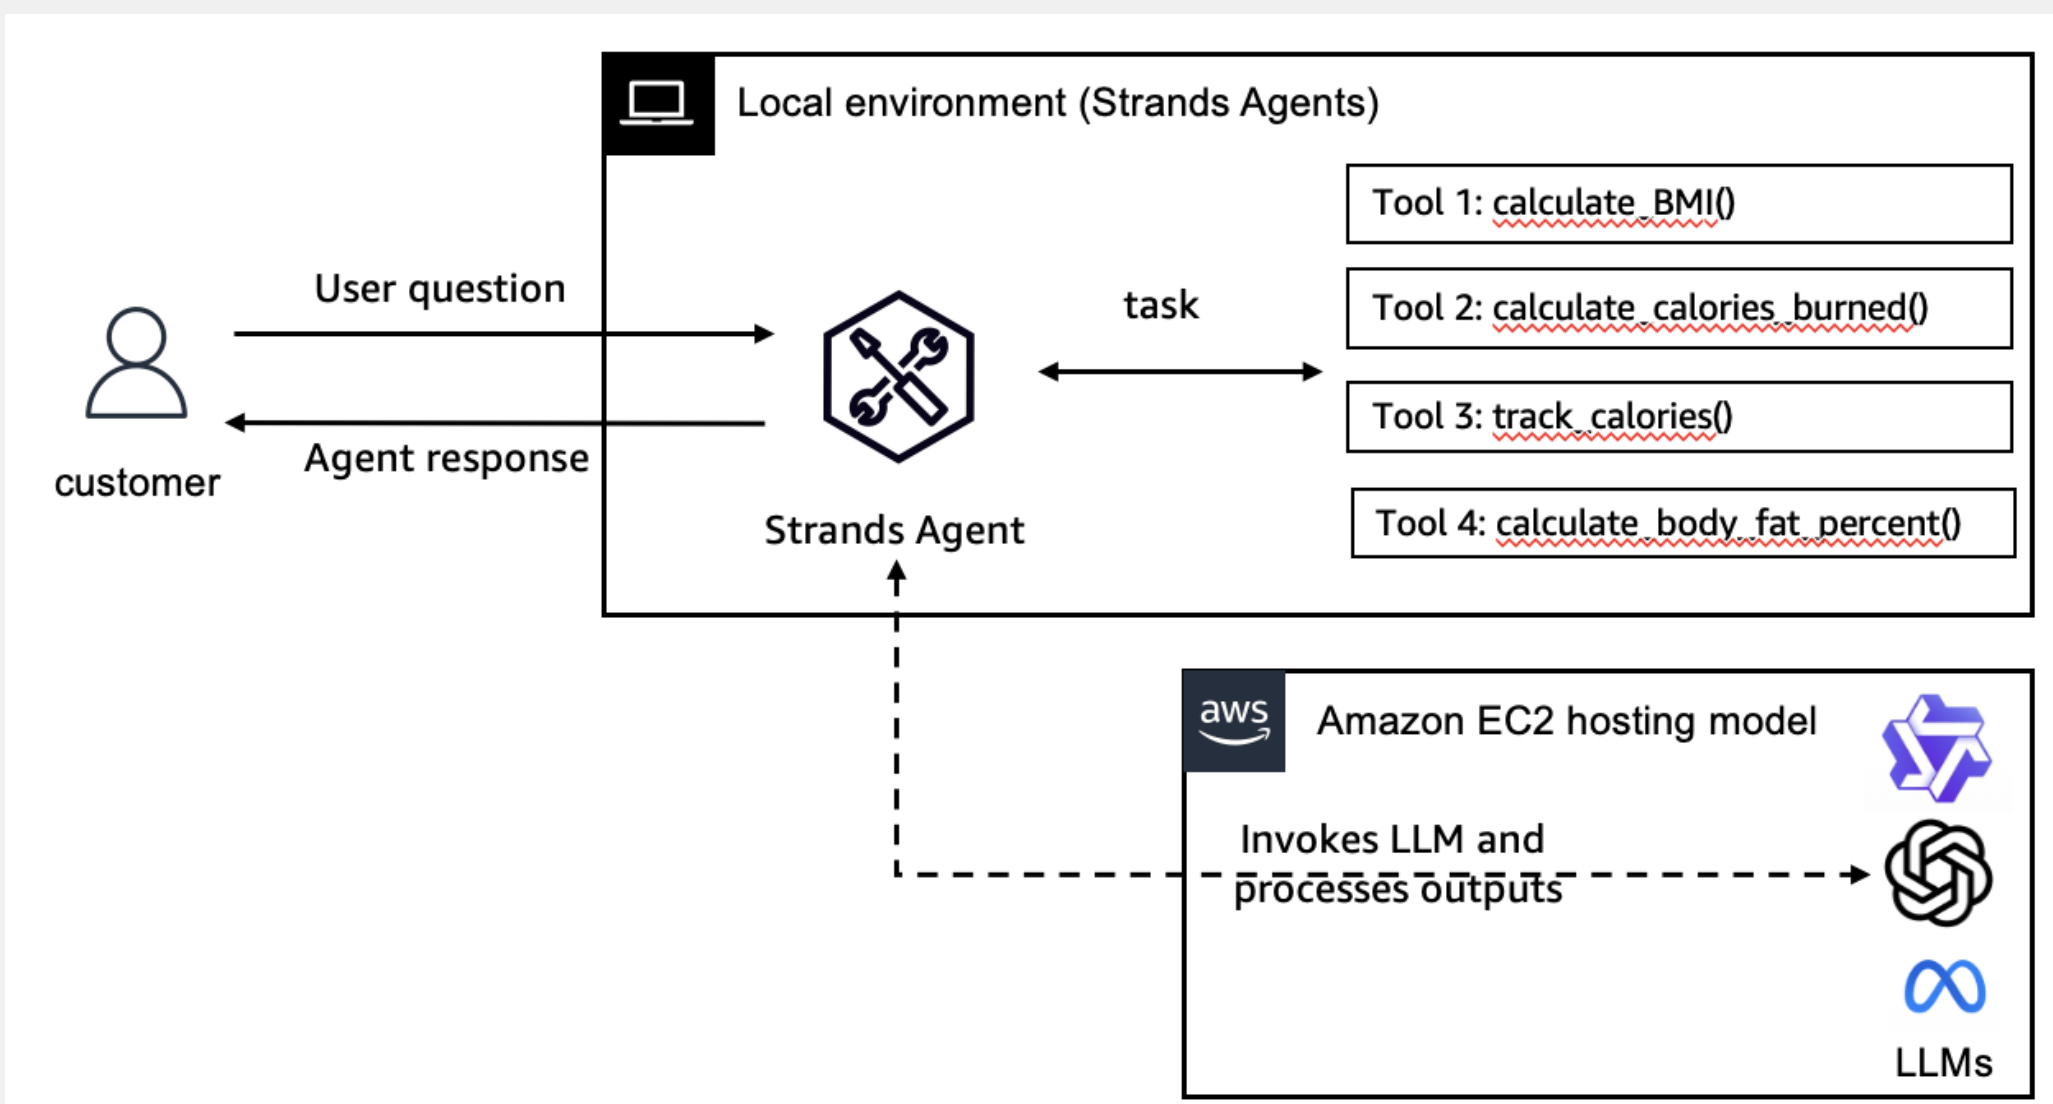 Local environment (Strands Agents)
Tool 1: calculate_BMI()
Tool 2: calculate_calories_burned()
Tool 3: track_calories()
Tool 4: calculate_body_fat_percent()
User question
task
Agent response
customer
Strands Agent
aws
Amazon EC2 hosting model
Invokes LLM and
processes outputs
LLMs